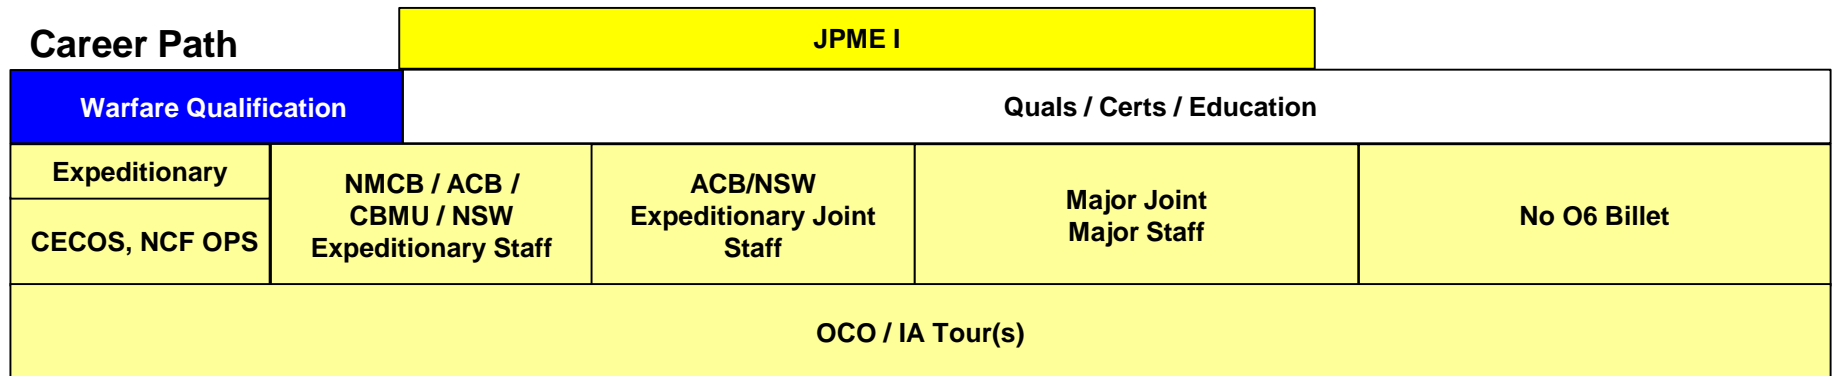 JPME I
Career Path
Warfare Qualification
Quals / Certs / Education
Expeditionary
CECOS, NCF OPS
NMCB / ACB /
CBMU / NSW
Expeditionary Staff
ACB/NSW
Expeditionary Joint
Staff
Major Joint
Major Staff
No O6 Billet
OCO / IA Tour(s)